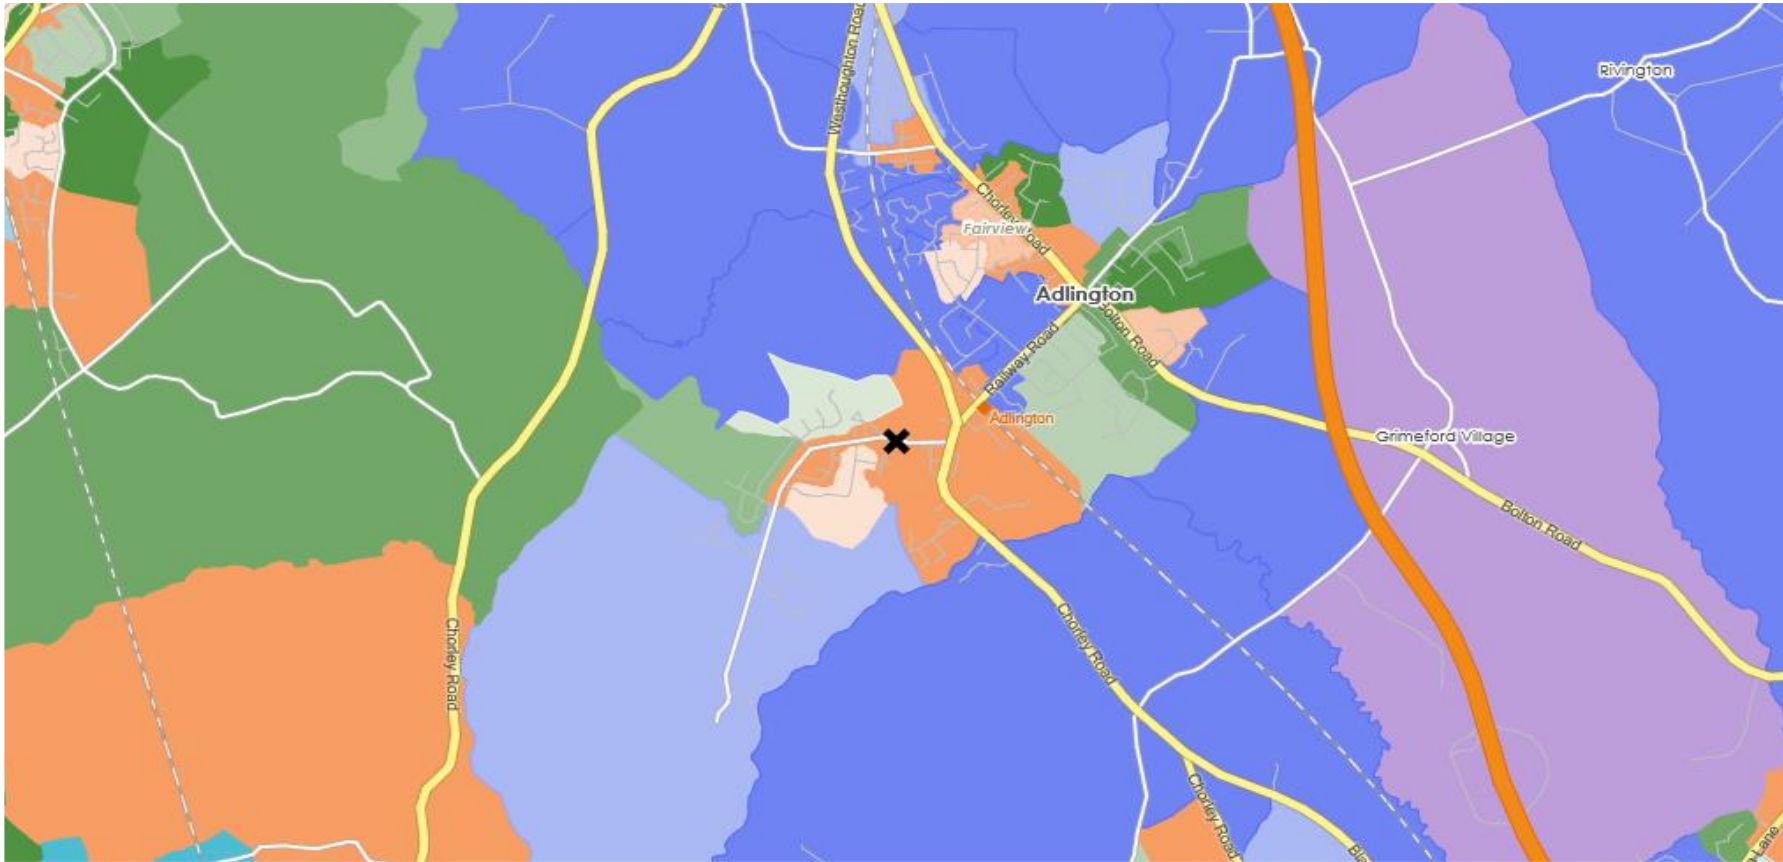 Westhoughton Road
Rivington
Chorley Road
Fairview
Adlington
Bolton Road
Railway Road
Adlington
Grimeford Village
Bolton Road
Chorley Road
Chorley Road
Chorley Road
Lane